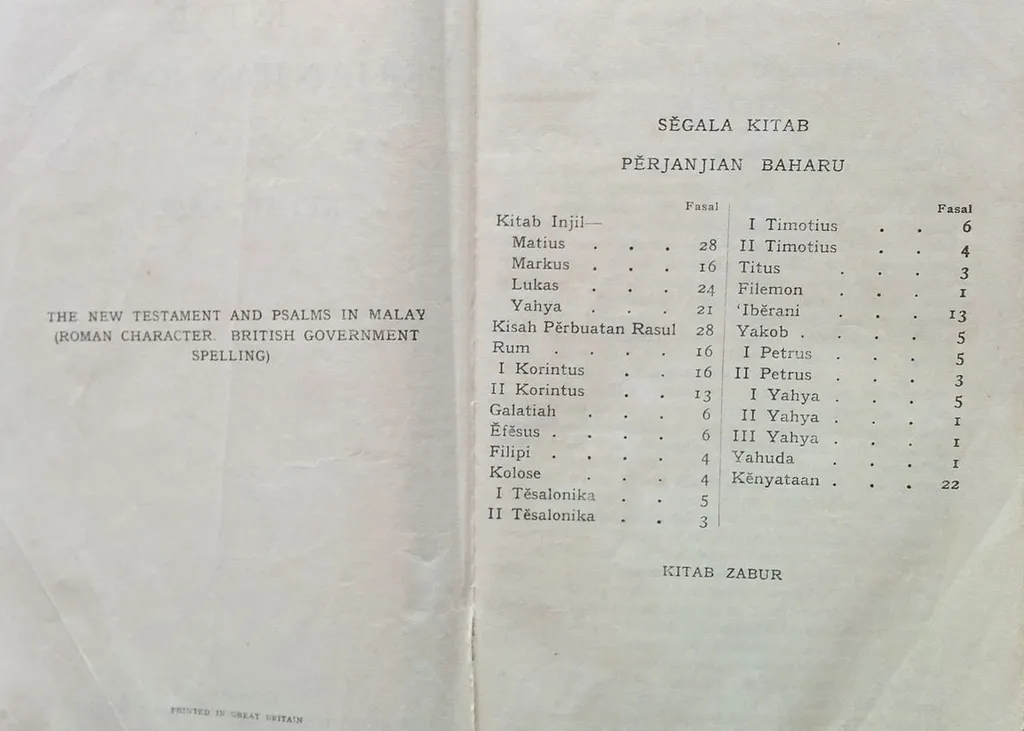 THE NEW TESTAMENT AND PSALMS IN MALAY
(ROMAN CHARACTER. BRITISH GOVERNMENT
SPELLING)
PRINTED IN GREAT BRITAIN
SĔGALA KITAB
PĔRJANJIAN BAHARU
Fasal
Kitab Injil—
Matius . . . 28
Markus . . . 16
Lukas . . . 24
Yahya . . . 21
Kisah Pĕrbuatan Rasul 28
Rum . . . . 16
I Korintus . . 16
II Korintus . . 13
Galatiah . . . 6
Ĕfĕsus . . . . 6
Filipi . . . . 4
Kolose . . . 4
I Tĕsalonika . . 5
II Tĕsalonika . . 3
Fasal
I Timotius . . 6
II Timotius . . 4
Titus . . . 3
Filemon . . . 1
‘Ibĕrani . . . 13
Yakob . . . . 5
I Petrus . . . 5
II Petrus . . . 3
I Yahya . . . 5
II Yahya . . . 1
III Yahya . . . 1
Yahuda . . . 1
Kĕnyataan . . . 22
KITAB ZABUR